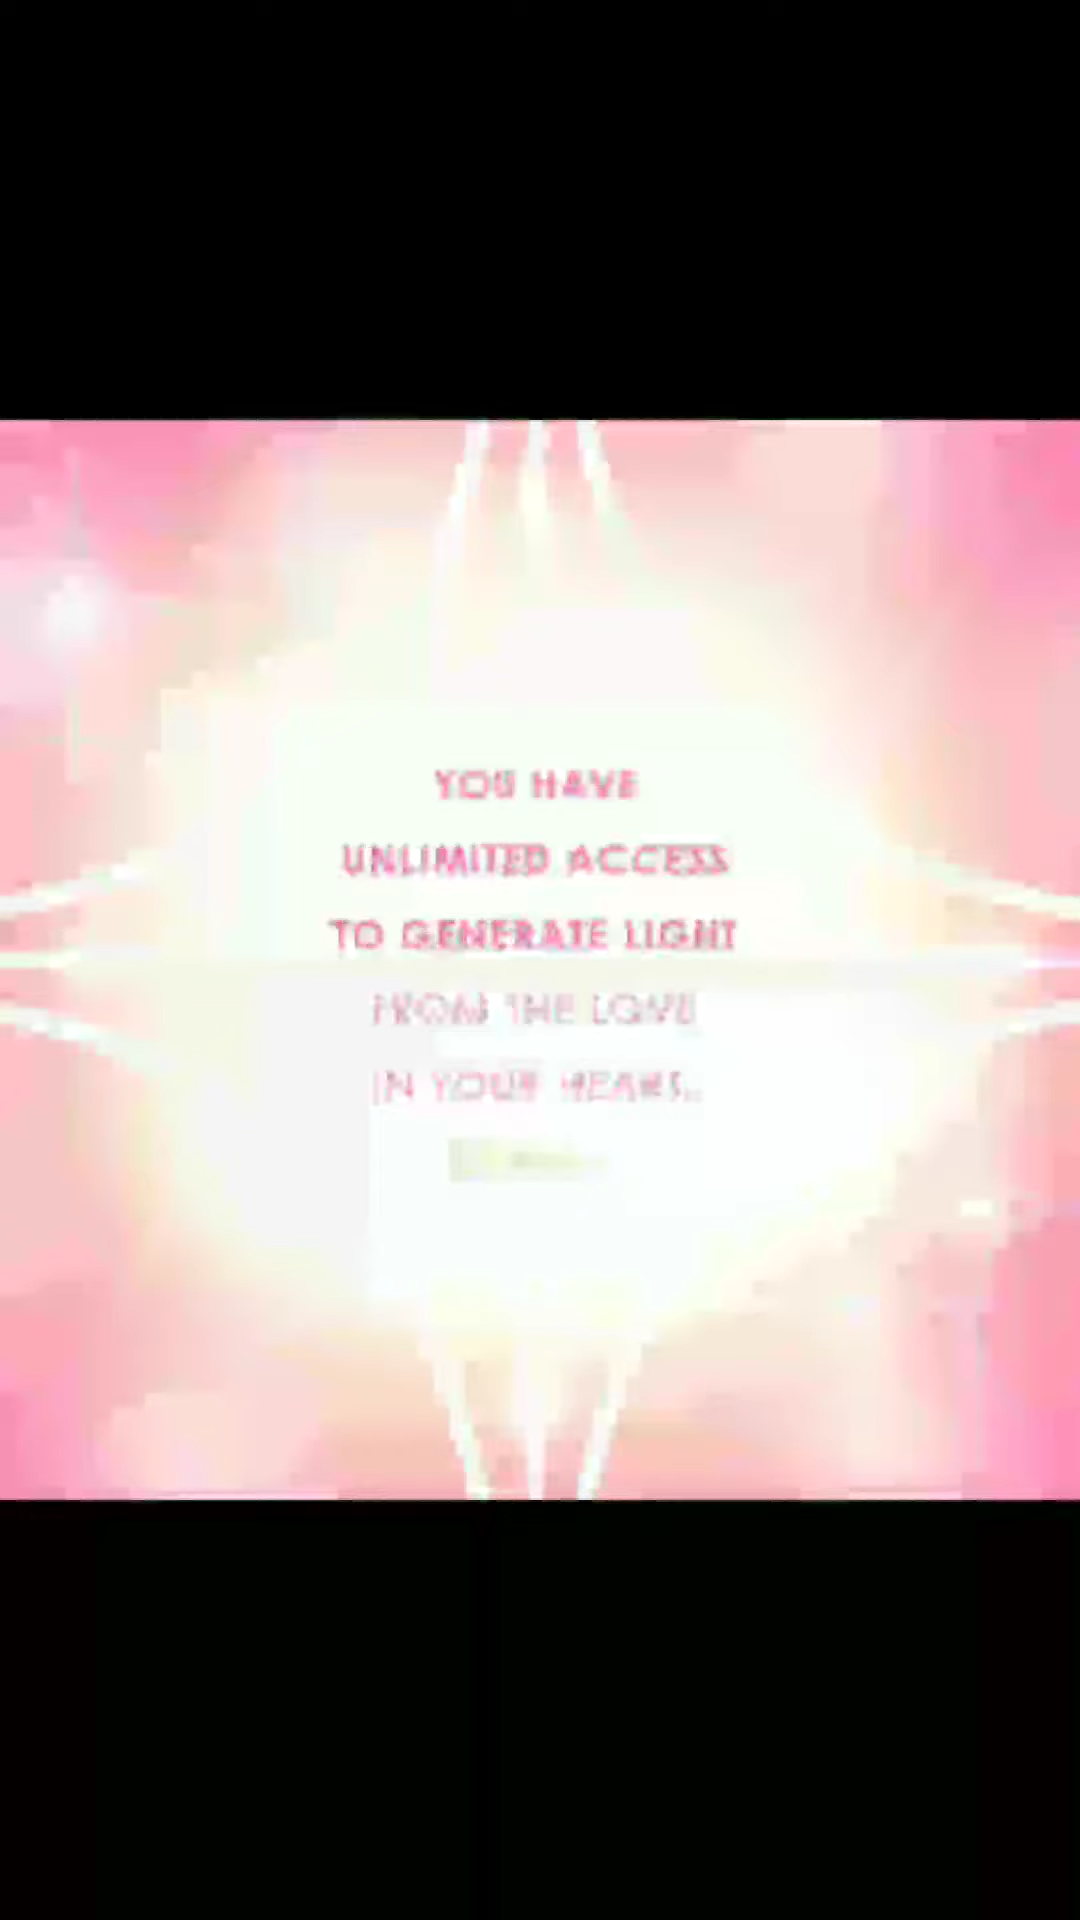 YOU HAVE
UNLIMITED ACCESS
TO GENERATE LIGHT
FROM THE LOVE
IN YOUR